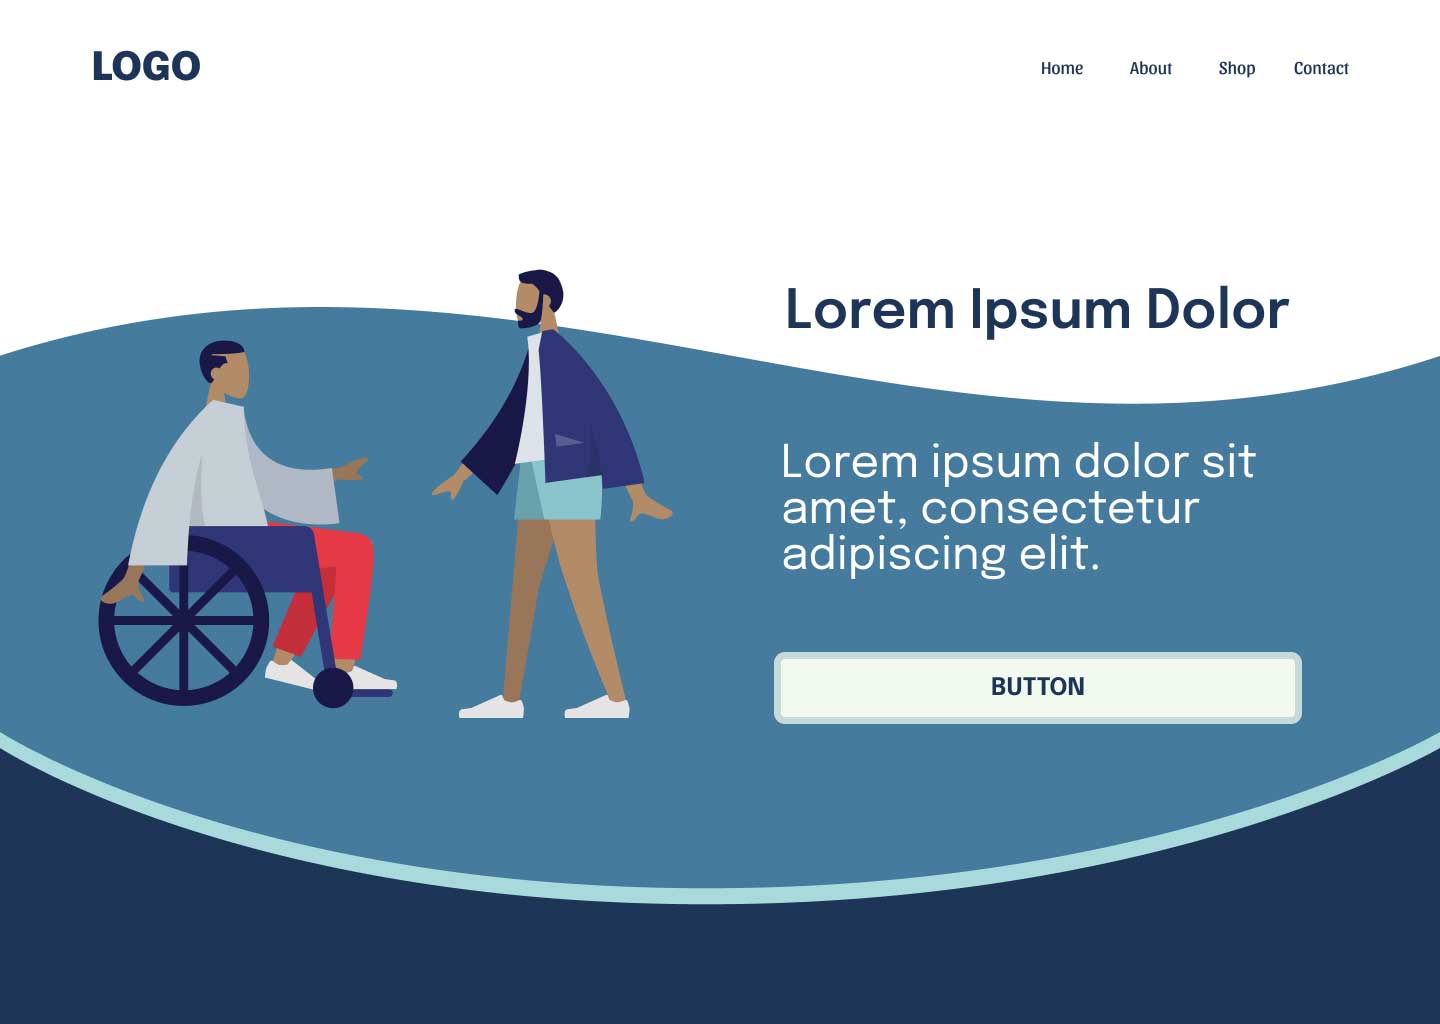 LOGO
Home About Shop Contact
Lorem Ipsum Dolor
Lorem ipsum dolor sit
amet, consectetur
adipiscing elit.
BUTTON